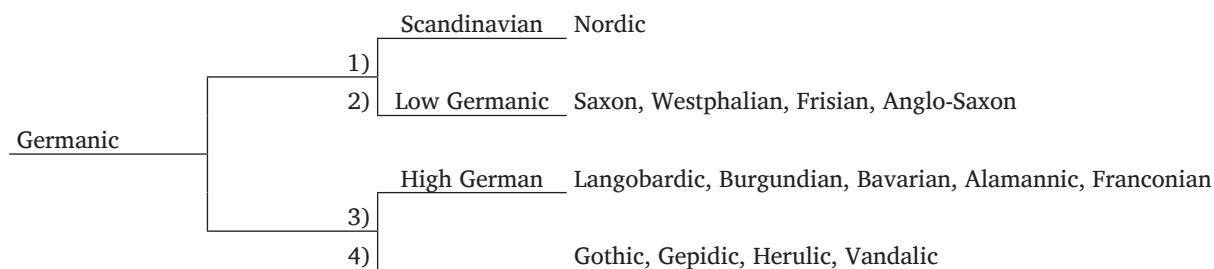 Scandinavian Nordic
1)
2) Low Germanic Saxon, Westphalian, Frisian, Anglo-Saxon
Germanic
High German Langobardic, Burgundian, Bavarian, Alamannic, Franconian
3)
4) Gothic, Gepidic, Herulic, Vandalic